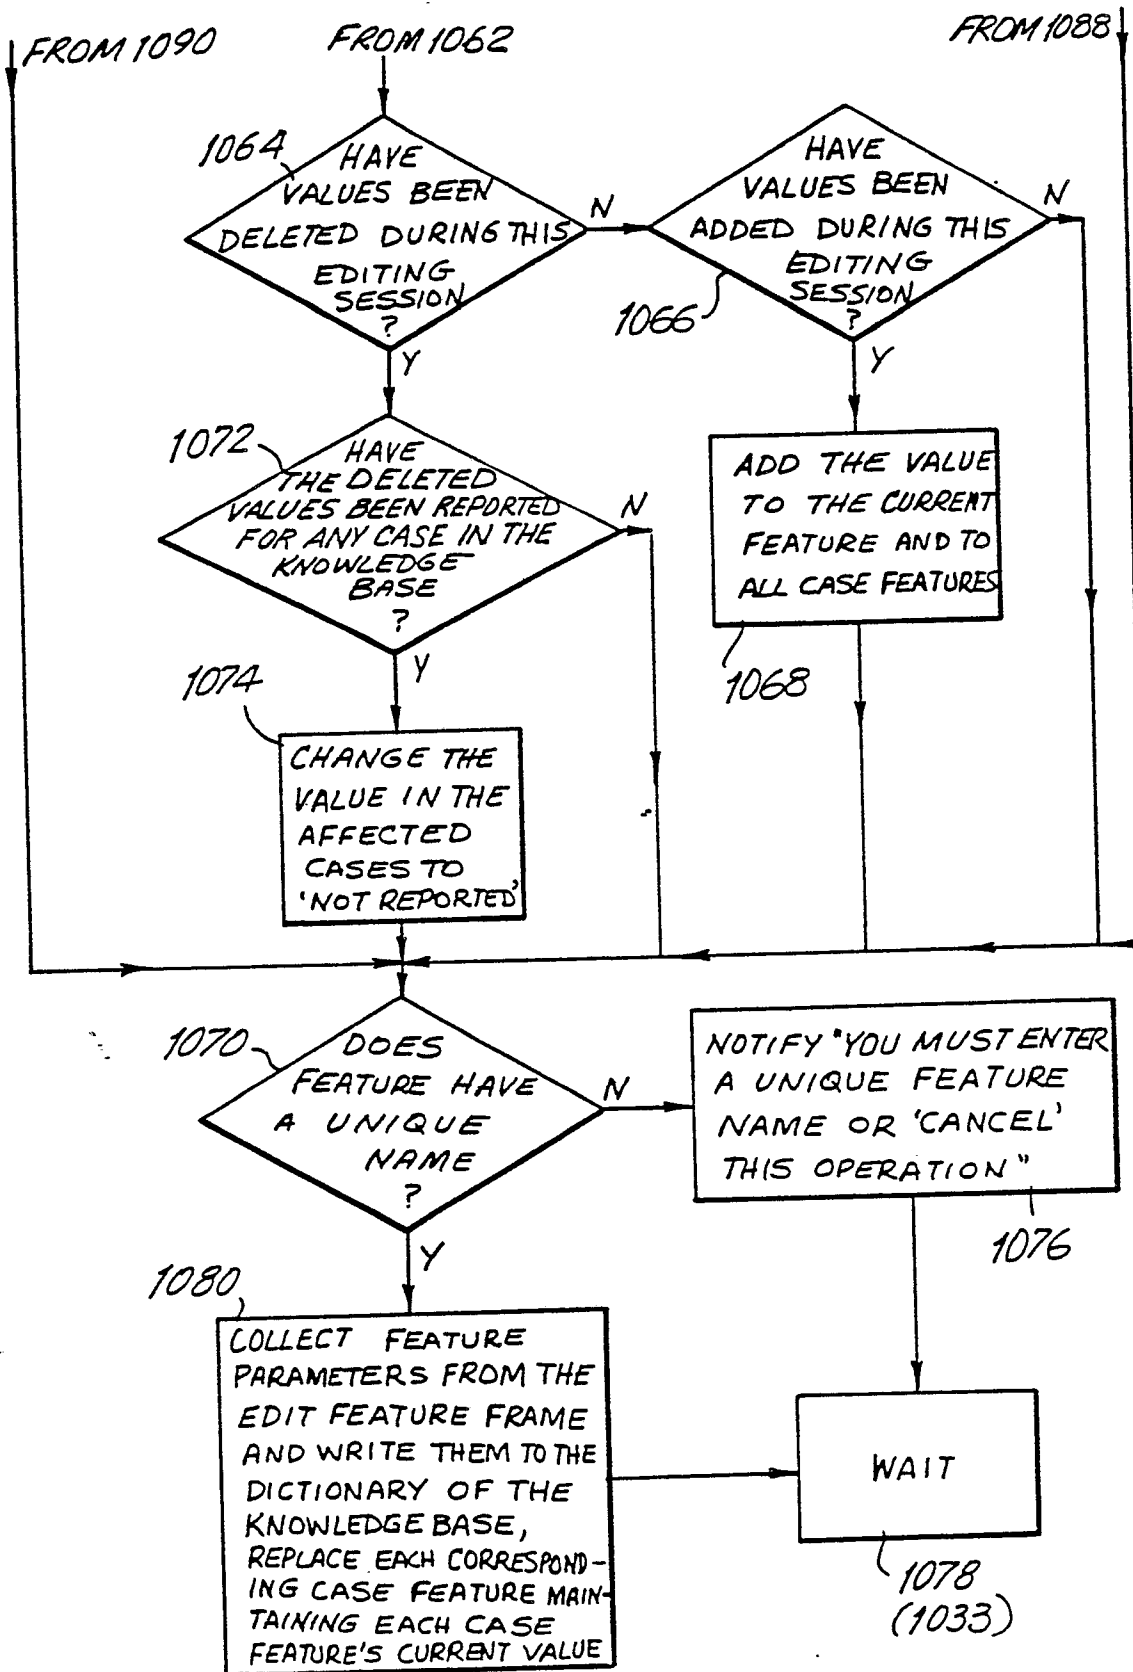 FROM 1090
FROM 1062
FROM 1088
1064
HAVE
VALUES BEEN
DELETED DURING THIS
EDITING
SESSION
?
N
Y
HAVE
VALUES BEEN
ADDED DURING THIS
EDITING
SESSION
?
N
1066
Y
1072
HAVE
THE DELETED
VALUES BEEN REPORTED
FOR ANY CASE IN THE
KNOWLEDGE
BASE
?
N
Y
ADD THE VALUE
TO THE CURRENT
FEATURE AND TO
ALL CASE FEATURES
1068
1074
CHANGE THE
VALUE IN THE
AFFECTED
CASES TO
'NOT REPORTED'
1070
DOES
FEATURE HAVE
A UNIQUE
NAME
?
N
Y
NOTIFY "YOU MUST ENTER
A UNIQUE FEATURE
NAME OR 'CANCEL'
THIS OPERATION"
1076
1080
COLLECT FEATURE
PARAMETERS FROM THE
EDIT FEATURE FRAME
AND WRITE THEM TO THE
DICTIONARY OF THE
KNOWLEDGE BASE,
REPLACE EACH CORRESPOND-
ING CASE FEATURE MAIN-
TAINING EACH CASE
FEATURE'S CURRENT VALUE
WAIT
1078
(1033)